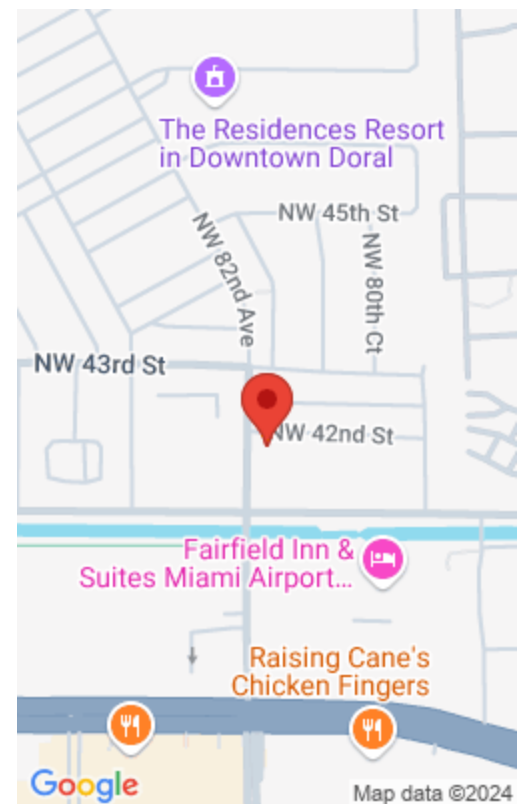 The Residences Resort
in Downtown Doral
NW 45th St
NW 82nd Ave
NW 80th Ct
NW 43rd St
NW 42nd St
Fairfield Inn &
Suites Miami Airport...
Raising Cane's
Chicken Fingers
Google
Map data ©2024